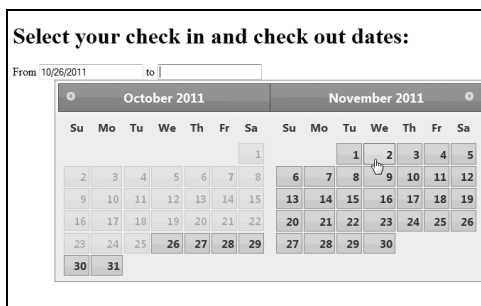 Select your check in and check out dates:
From 10/26/2011 to
October 2011 November 2011
Su Mo Tu We Th Fr Sa Su Mo Tu We Th Fr Sa
1 1 2 3 4 5
2 3 4 5 6 7 8 6 7 8 9 10 11 12
9 10 11 12 13 14 15 13 14 15 16 17 18 19
16 17 18 19 20 21 22 20 21 22 23 24 25 26
23 24 25 26 27 28 29 27 28 29 30
30 31